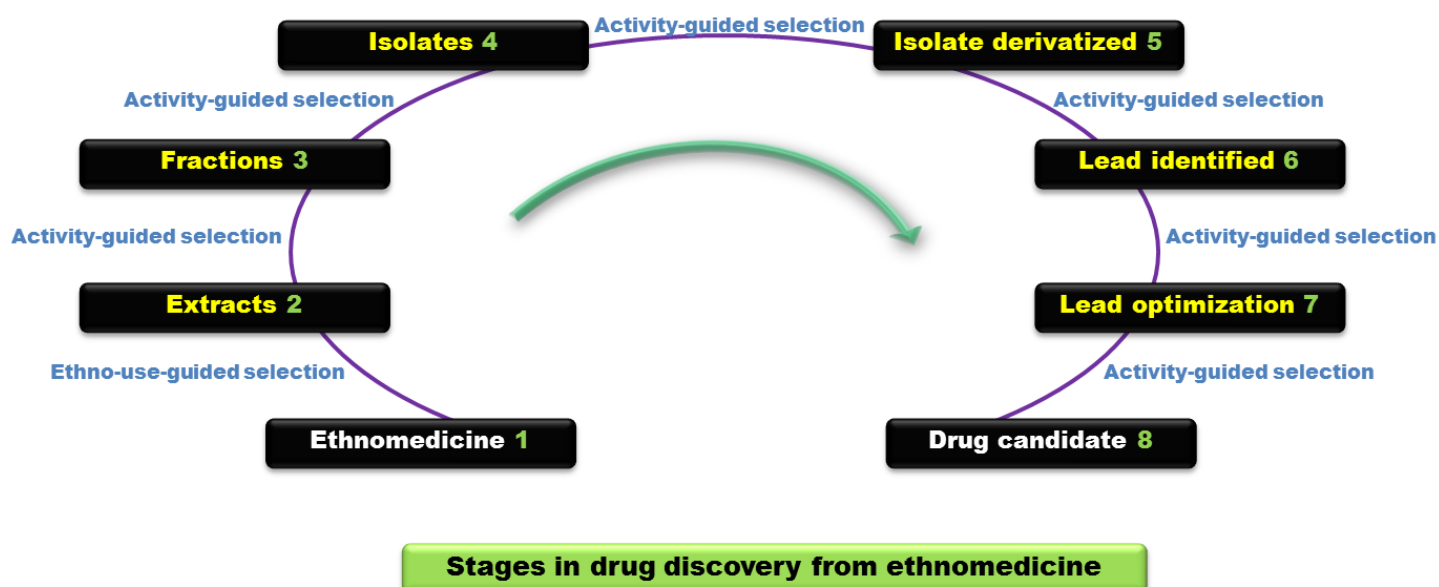 Activity-guided selection
Isolates 4
Isolate derivatized 5
Activity-guided selection
Activity-guided selection
Fractions 3
Lead identified 6
Activity-guided selection
Activity-guided selection
Extracts 2
Lead optimization 7
Ethno-use-guided selection
Activity-guided selection
Ethnomedicine 1
Drug candidate 8
Stages in drug discovery from ethnomedicine